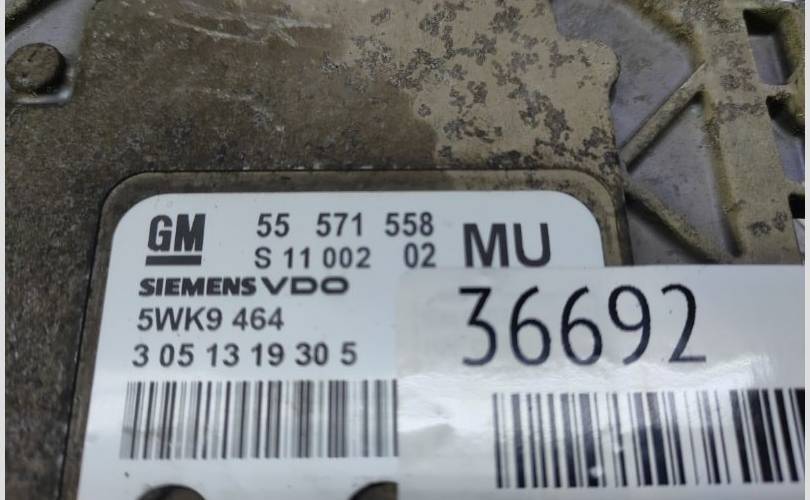 GM 55 571 558 MU
S 11 002 02
SIEMENS VDO
5WK9 464
3 05 13 19 30 5
36692